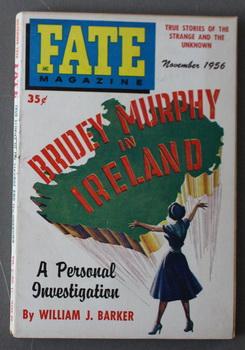 FATE
MAGAZINE
TRUE STORIES OF THE
STRANGE AND THE
UNKNOWN
November 1956
35¢
BRIDEY MURPHY
IN
IRELAND
A Personal
Investigation
By WILLIAM J. BARKER